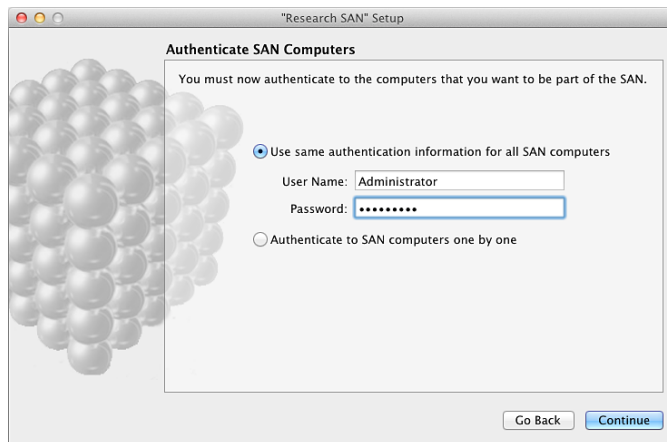 "Research SAN" Setup
Authenticate SAN Computers
You must now authenticate to the computers that you want to be part of the SAN.
Use same authentication information for all SAN computers
User Name: Administrator
Password: •••••••••
Authenticate to SAN computers one by one
Go Back Continue